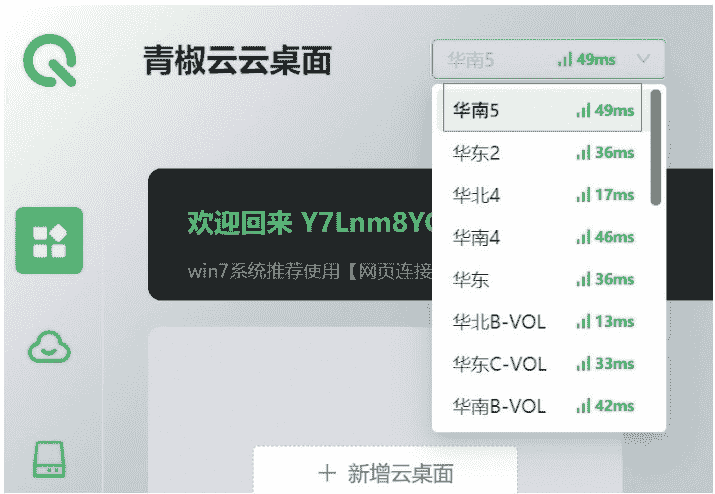 青椒云云桌面
华南5 49ms
华南5 49ms
华东2 36ms
华北4 17ms
华南4 46ms
华东 36ms
华北B-VOL 13ms
华东C-VOL 33ms
华南B-VOL 42ms
欢迎回来 Y7Lnm8Y
win7系统推荐使用【网页连接
+ 新增云桌面